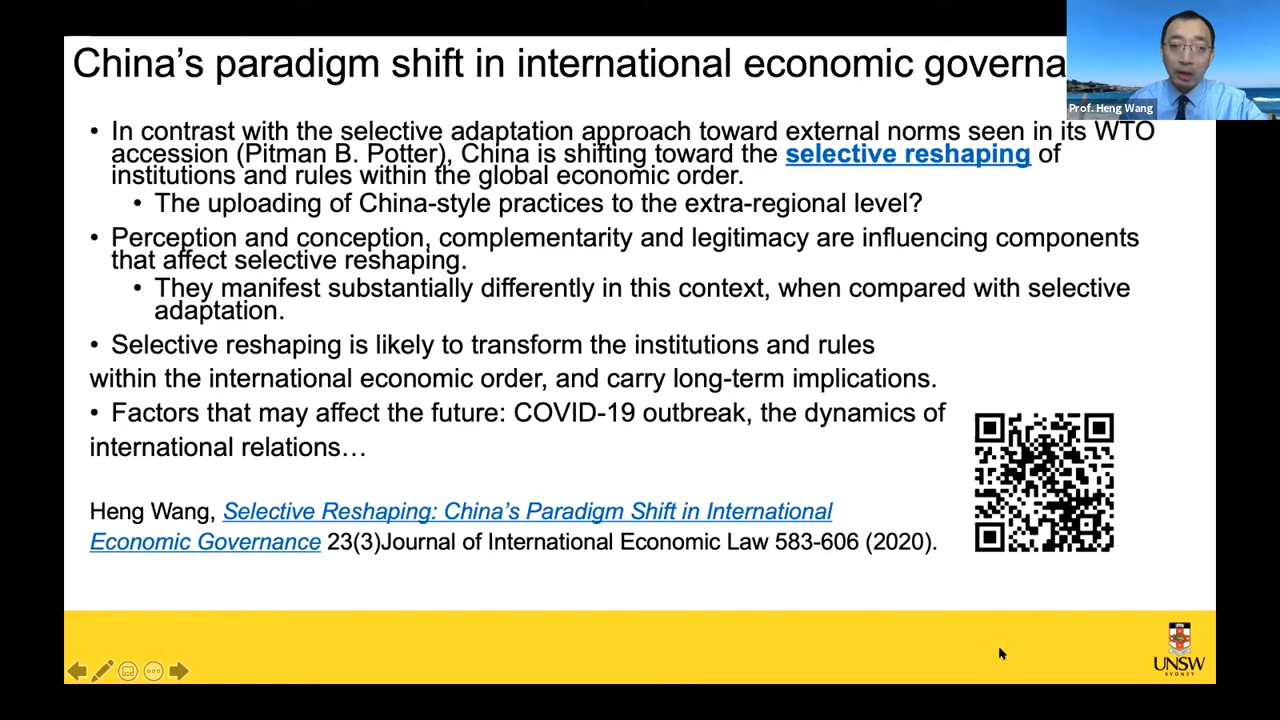 China’s paradigm shift in international economic governa
Prof. Heng Wang
• In contrast with the selective adaptation approach toward external norms seen in its WTO
accession (Pitman B. Potter), China is shifting toward the selective reshaping of
institutions and rules within the global economic order.
• The uploading of China-style practices to the extra-regional level?
• Perception and conception, complementarity and legitimacy are influencing components
that affect selective reshaping.
• They manifest substantially differently in this context, when compared with selective
adaptation.
• Selective reshaping is likely to transform the institutions and rules
within the international economic order, and carry long-term implications.
• Factors that may affect the future: COVID-19 outbreak, the dynamics of
international relations…
Heng Wang, Selective Reshaping: China’s Paradigm Shift in International
Economic Governance 23(3)Journal of International Economic Law 583-606 (2020).
UNSW
SYDNEY